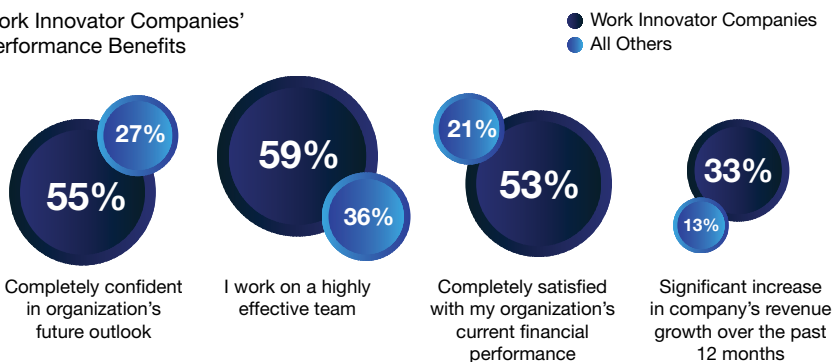 ork Innovator Companies’
erformance Benefits
Work Innovator Companies
All Others
27%
55%
59%
36%
21%
53%
33%
13%
Completely confident
in organization’s
future outlook
I work on a highly
effective team
Completely satisfied
with my organization’s
current financial
performance
Significant increase
in company’s revenue
growth over the past
12 months